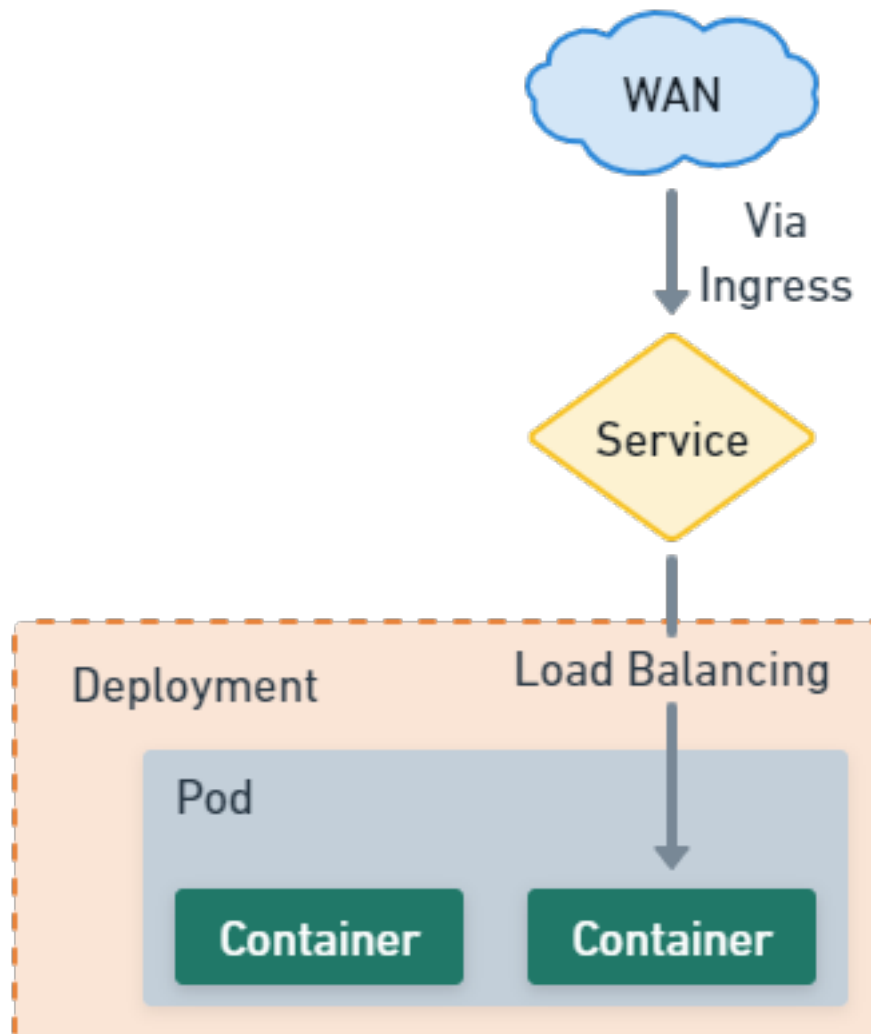 WAN
Via
Ingress
Service
Deployment
Load Balancing
Pod
Container
Container